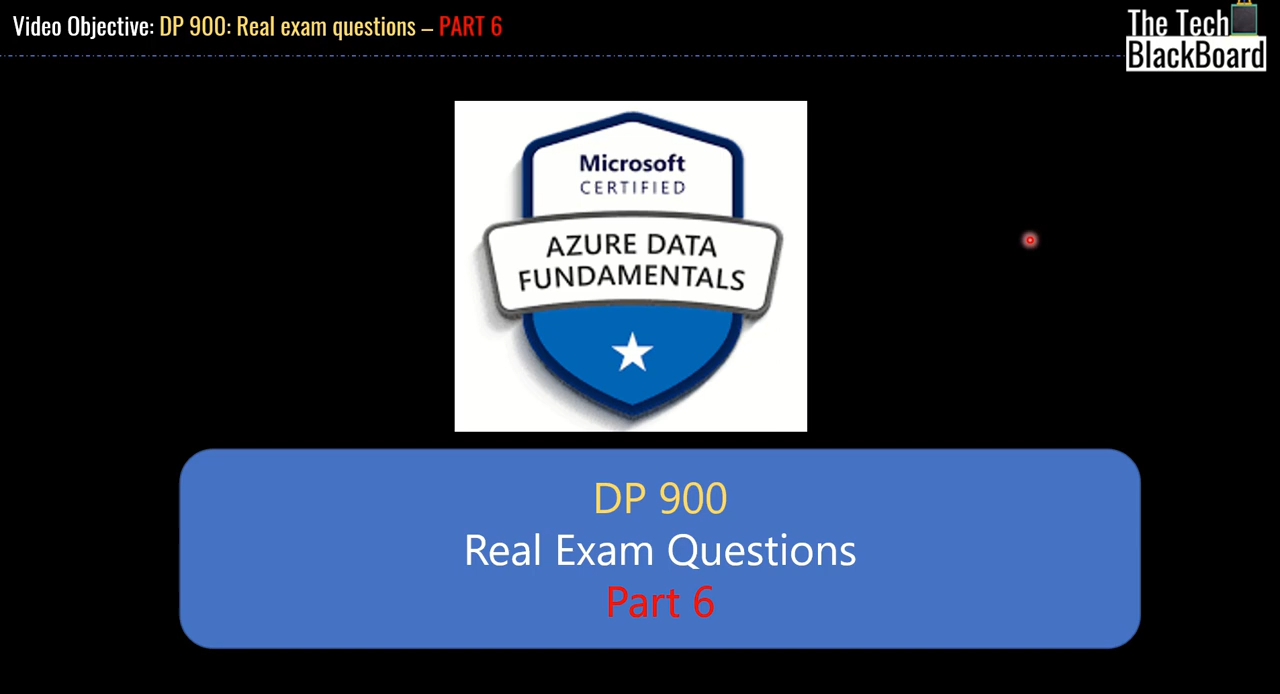 Video Objective: DP 900: Real exam questions – PART 6
The Tech
BlackBoard
Microsoft
CERTIFIED
AZURE DATA
FUNDAMENTALS
DP 900
Real Exam Questions
Part 6